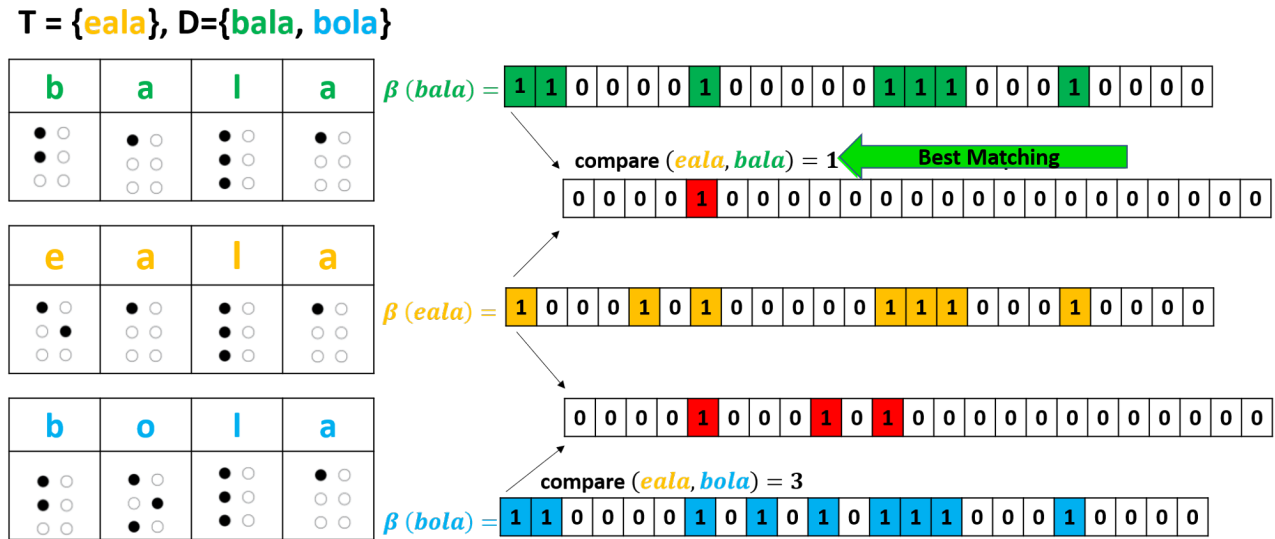 T = {eala}, D={bala, bola}
b a l a
β (bala) = 1 1 0 0 0 0 1 0 0 0 0 0 1 1 1 0 0 0 1 0 0 0 0
compare (eala, bala) = 1
Best Matching
0 0 0 0 1 0 0 0 0 0 0 0 0 0 0 0 0 0 0 0 0 0 0
e a l a
β (eala) = 1 0 0 0 1 0 1 0 0 0 0 0 1 1 1 0 0 0 1 0 0 0 0
0 0 0 0 1 0 0 0 1 0 1 0 0 0 0 0 0 0 0 0 0 0 0
b o l a
compare (eala, bola) = 3
β (bola) = 1 1 0 0 0 0 1 0 1 0 1 0 1 1 1 0 0 0 1 0 0 0 0